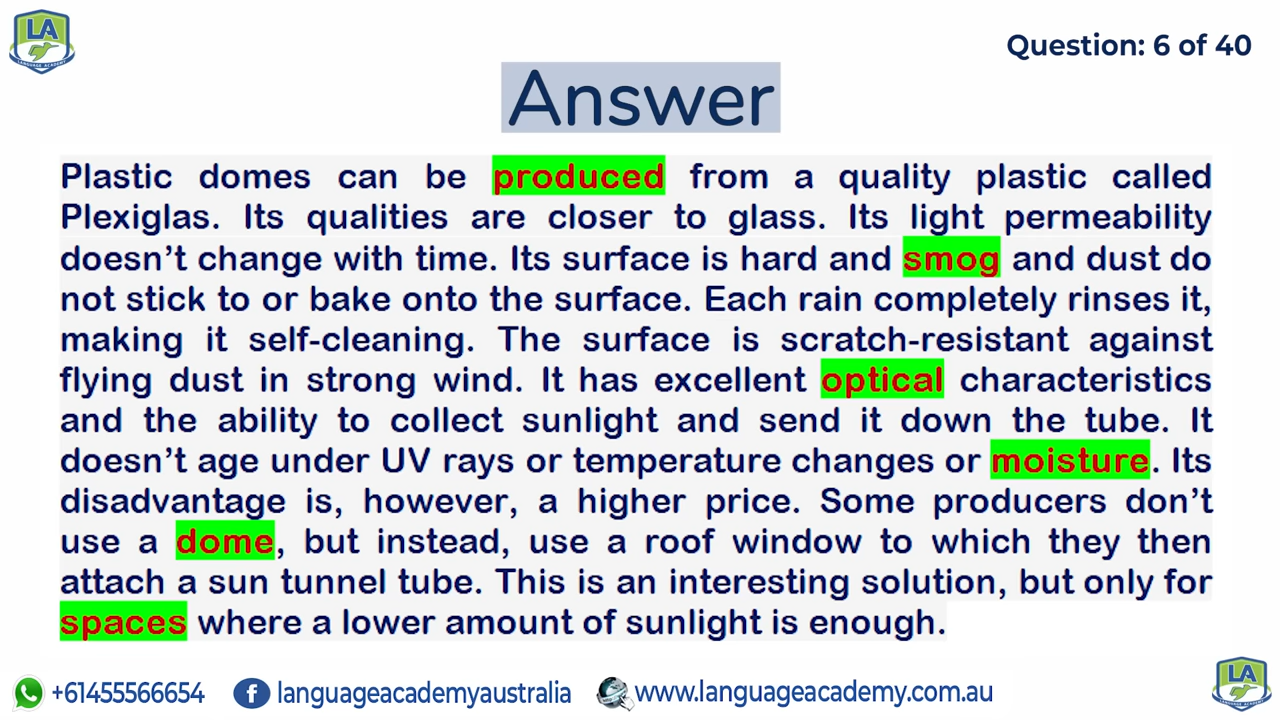 LA
LANGUAGE ACADEMY
Question: 6 of 40
Answer
Plastic domes can be produced from a quality plastic called
Plexiglas. Its qualities are closer to glass. Its light permeability
doesn’t change with time. Its surface is hard and smog and dust do
not stick to or bake onto the surface. Each rain completely rinses it,
making it self-cleaning. The surface is scratch-resistant against
flying dust in strong wind. It has excellent optical characteristics
and the ability to collect sunlight and send it down the tube. It
doesn’t age under UV rays or temperature changes or moisture. Its
disadvantage is, however, a higher price. Some producers don’t
use a dome, but instead, use a roof window to which they then
attach a sun tunnel tube. This is an interesting solution, but only for
spaces where a lower amount of sunlight is enough.
+61455566654 languageacademyaustralia www.languageacademy.com.au
LA
LANGUAGE ACADEMY